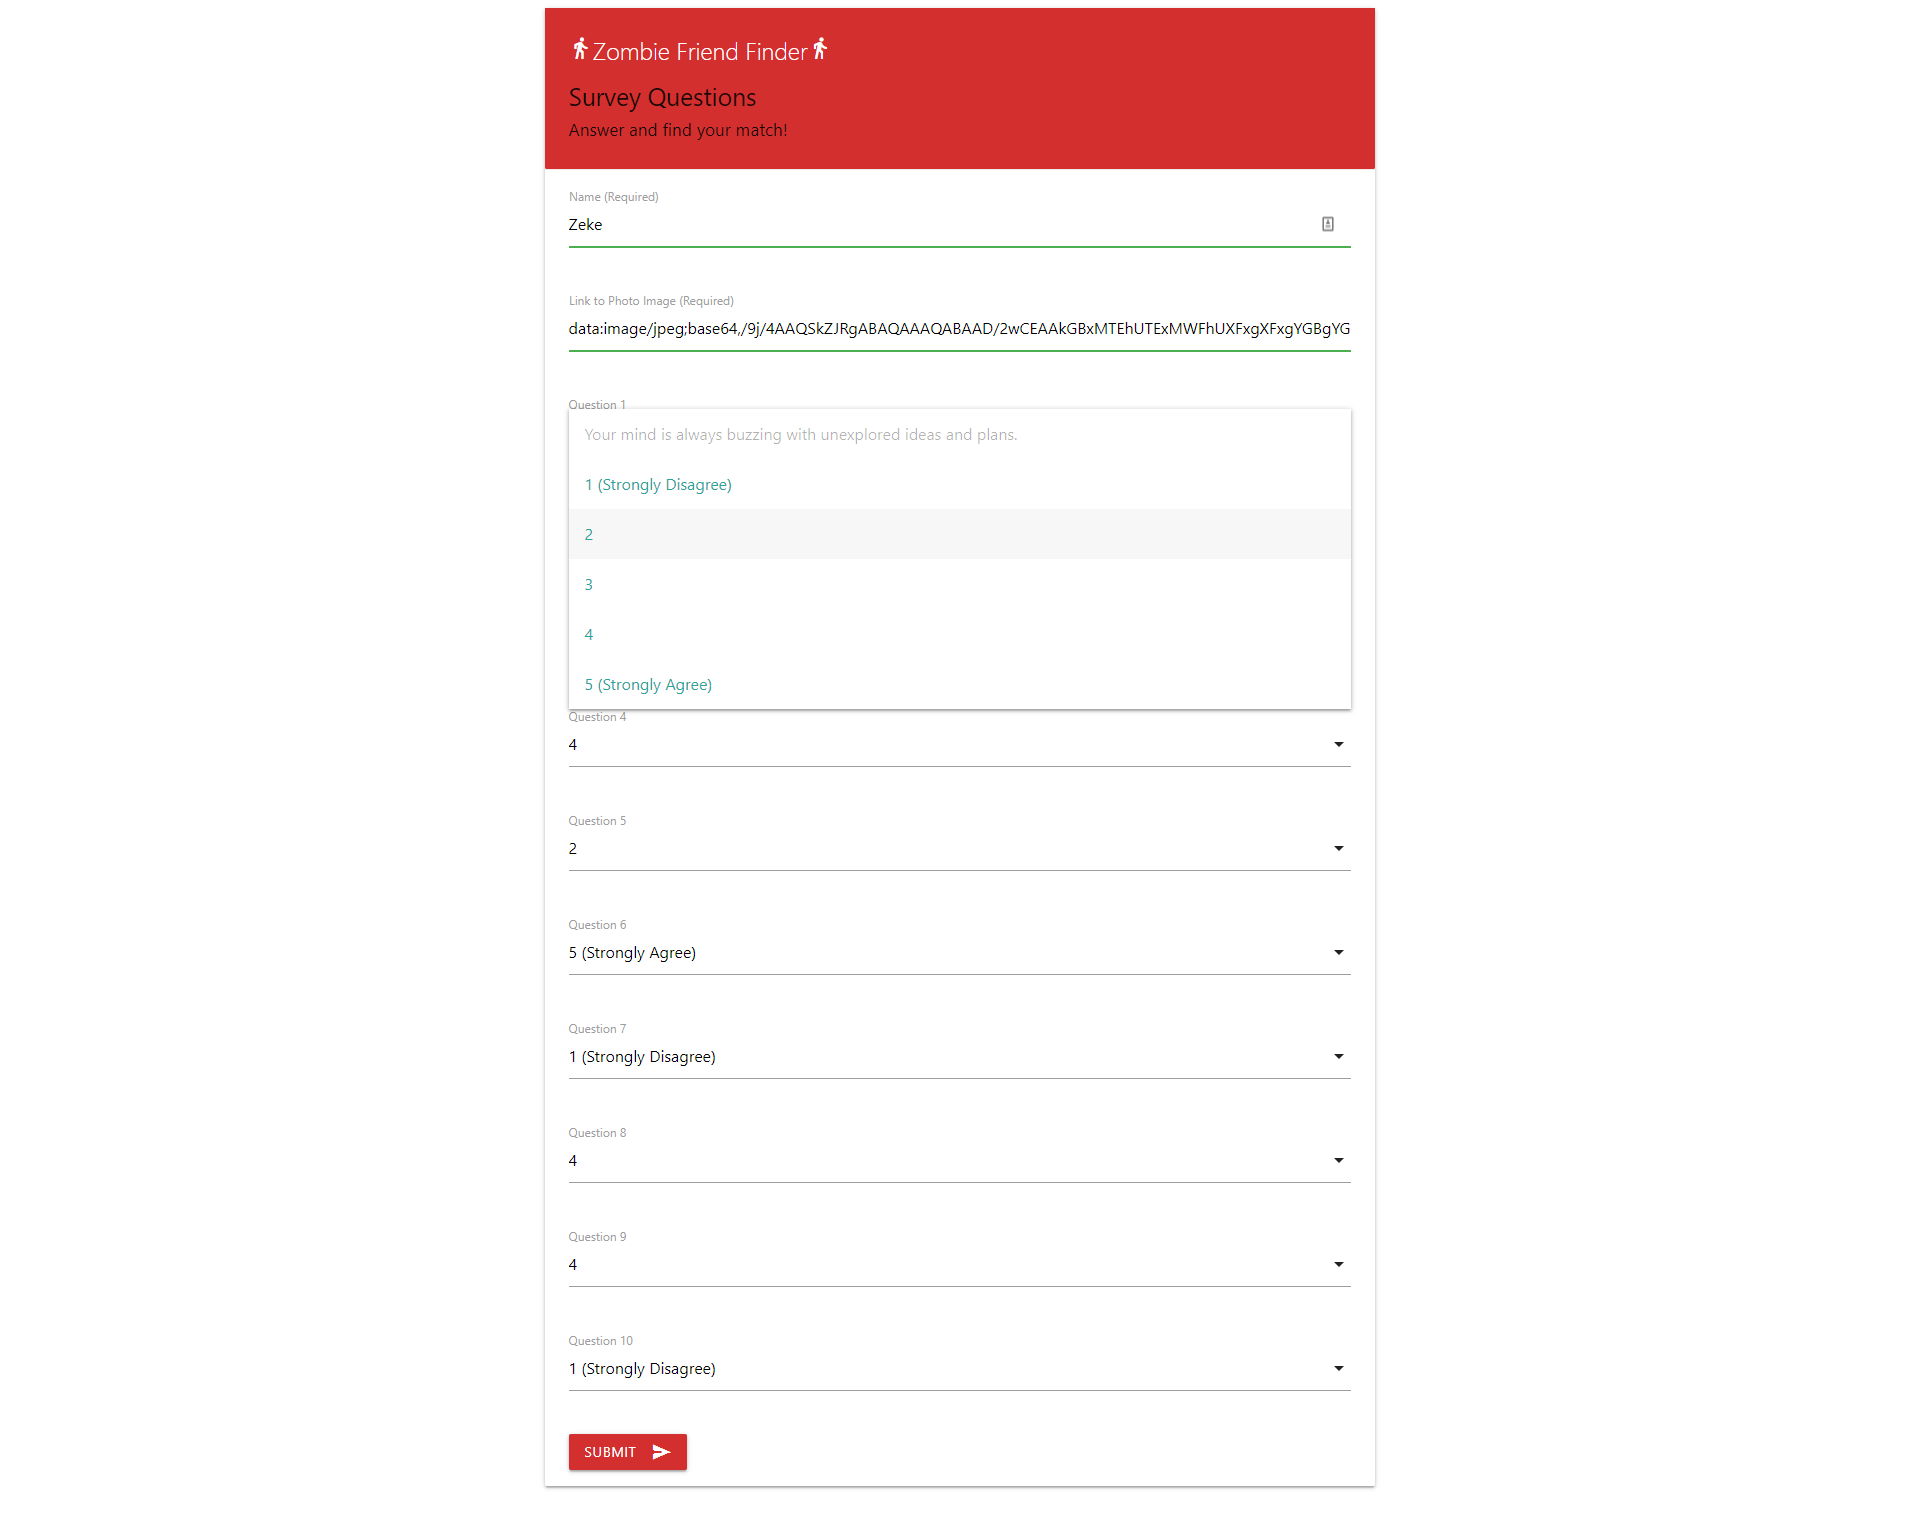 Zombie Friend Finder
Survey Questions
Answer and find your match!
Name (Required)
Zeke
Link to Photo Image (Required)
data:image/jpeg;base64,/9j/4AAQSkZJRgABAQAAAQABAAD/2wCEAAkGBxMTEhUTExMWFhUXFxgXFxgYGBgYG
Question 1
Your mind is always buzzing with unexplored ideas and plans.
1 (Strongly Disagree)
2
3
4
5 (Strongly Agree)
Question 4
4
Question 5
2
Question 6
5 (Strongly Agree)
Question 7
1 (Strongly Disagree)
Question 8
4
Question 9
4
Question 10
1 (Strongly Disagree)
SUBMIT